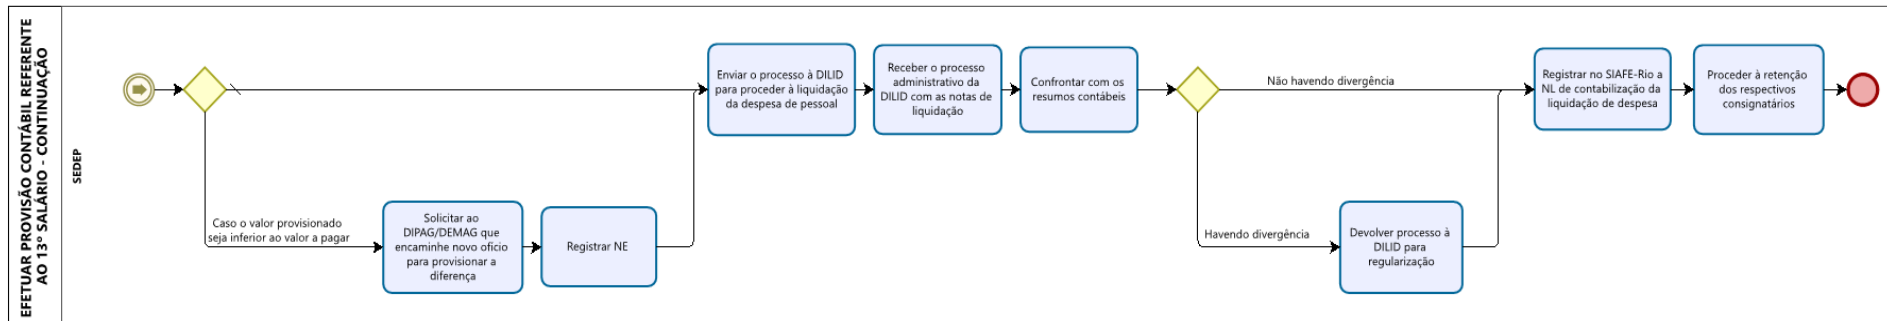 EFETUAR PROVISÃO CONTÁBIL REFERENTE
AO 13º SALÁRIO - CONTINUAÇÃO
SEDEP
Caso o valor provisionado
seja inferior ao valor a pagar
Solicitar ao
DIPAG/DEMAG que
encaminhe novo ofício
para provisionar a
diferença
Registrar NE
Enviar o processo à DILID
para proceder à liquidação
da despesa de pessoal
Receber o processo
administrativo da
DILID com as notas de
liquidação
Confrontar com os
resumos contábeis
Não havendo divergência
Havendo divergência
Devolver processo à
DILID para
regularização
Registrar no SIAFE-Rio a
NL de contabilização da
liquidação de despesa
Proceder à retenção
dos respectivos
consignatários